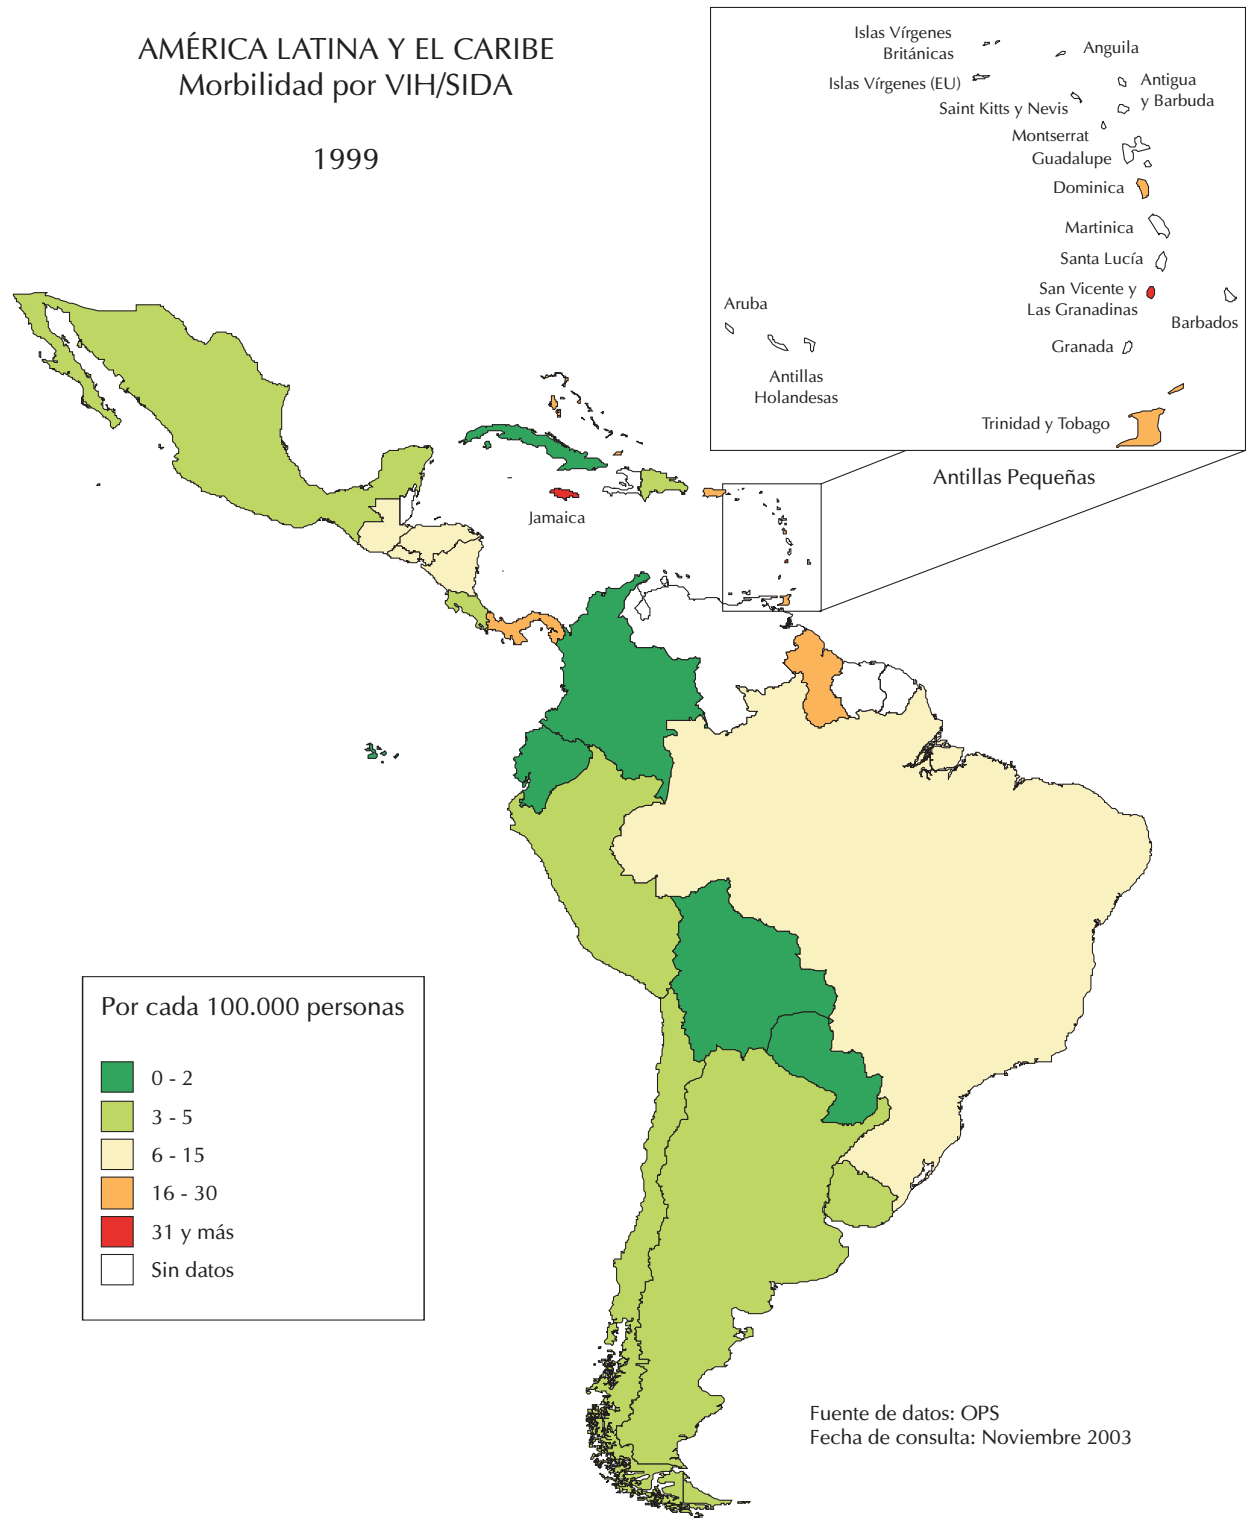 AMÉRICA LATINA Y EL CARIBE
Morbilidad por VIH/SIDA
1999
Islas Vírgenes
Británicas
Anguila
Islas Vírgenes (EU)
Antigua
y Barbuda
Saint Kitts y Nevis
Montserrat
Guadalupe
Dominica
Martinica
Santa Lucía
San Vicente y
Las Granadinas
Aruba
Barbados
Granada
Antillas
Holandesas
Trinidad y Tobago
Antillas Pequeñas
Jamaica
Por cada 100.000 personas
0 - 2
3 - 5
6 - 15
16 - 30
31 y más
Sin datos
Fuente de datos: OPS
Fecha de consulta: Noviembre 2003